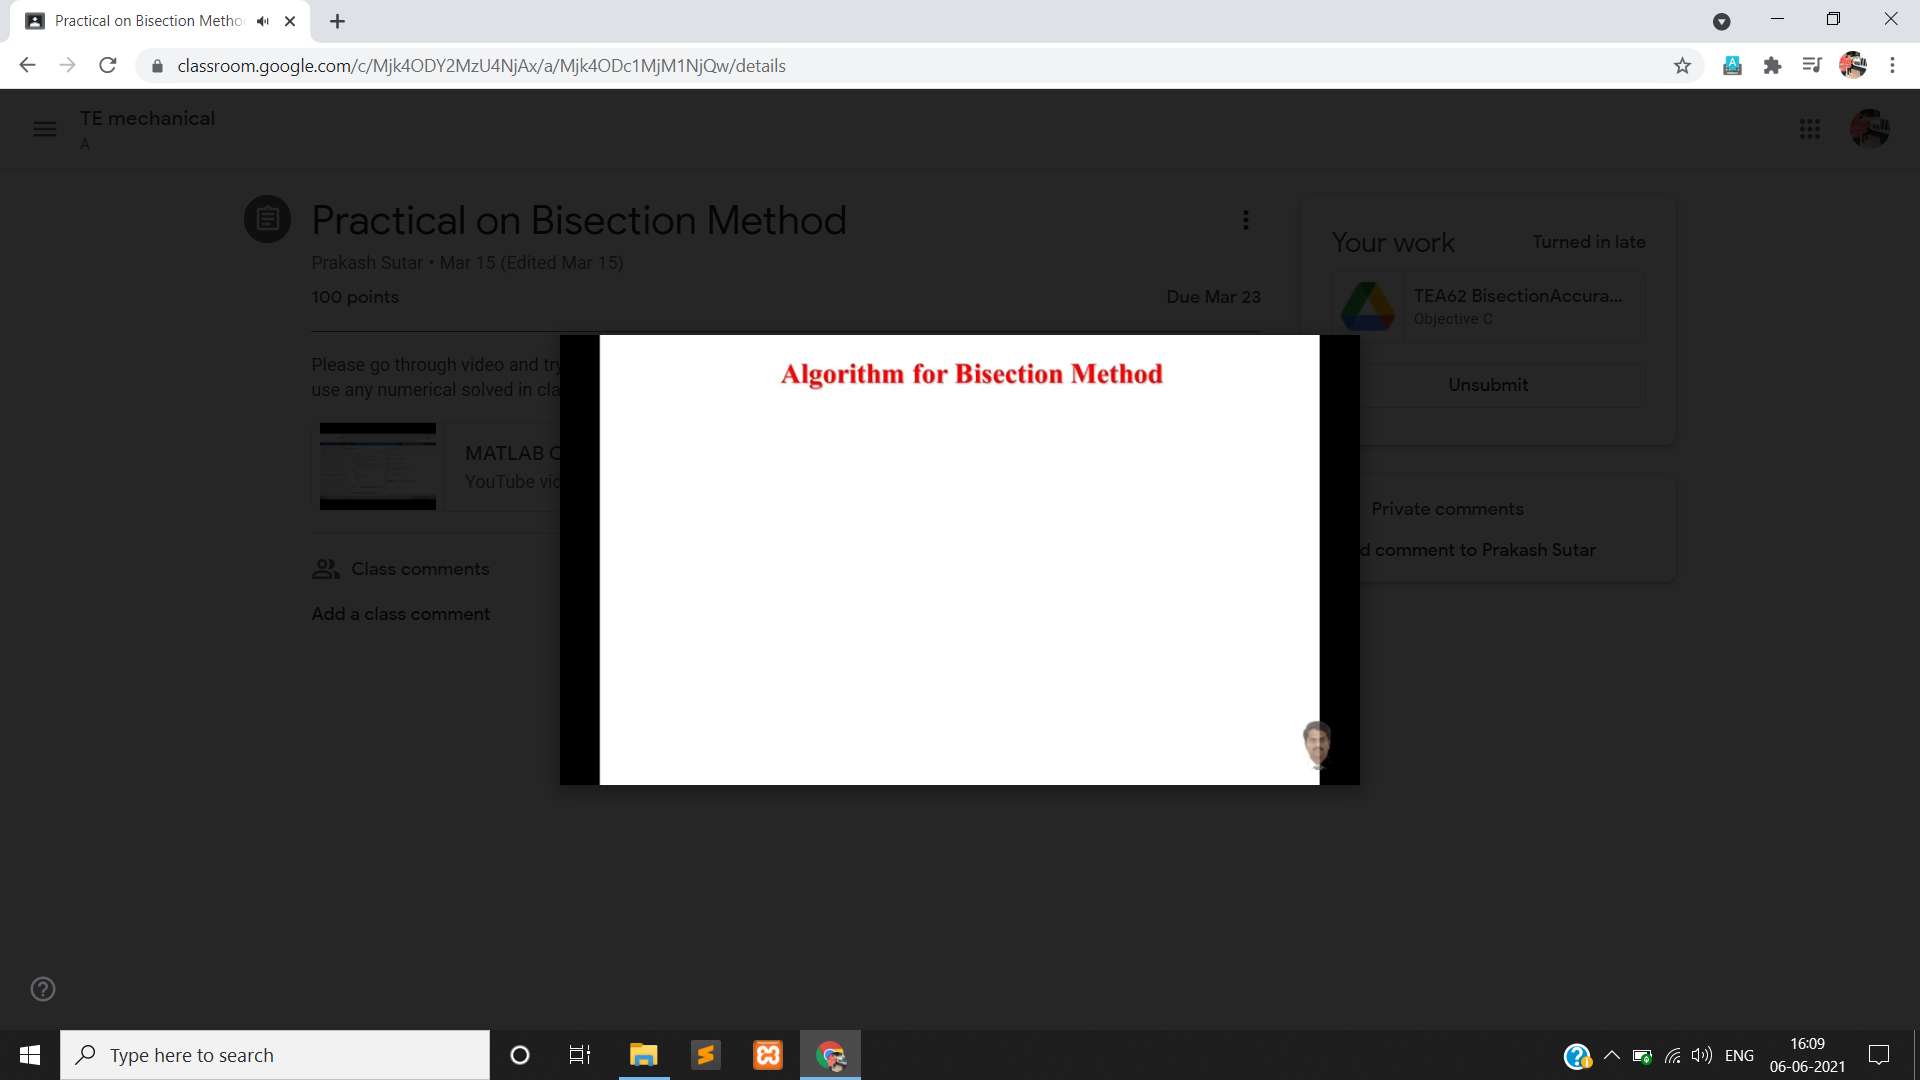 Practical on Bisection Metho
classroom.google.com/c/Mjk4ODY2MzU4NjAx/a/Mjk4ODc1MjM1NjQw/details
TE mechanical
A
Practical on Bisection Method
Prakash Sutar • Mar 15 (Edited Mar 15)
100 points
Due Mar 23
Please go through video and try
use any numerical solved in cla
MATLAB C
YouTube vid
Class comments
Add a class comment
Your work
Turned in late
TEA62 BisectionAccura...
Objective C
Unsubmit
Private comments
d comment to Prakash Sutar
Algorithm for Bisection Method
Type here to search
ENG
16:09
06-06-2021